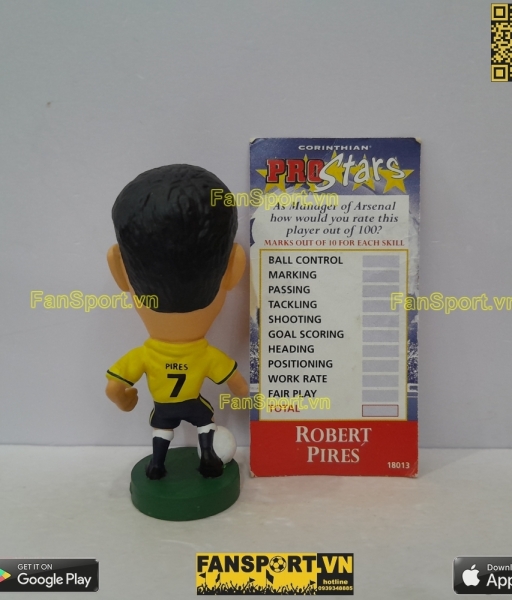 CORINTHIAN
PROStars
FanSport.vn
As Manager of Arsenal
how would you rate this
player out of 100?
MARKS OUT OF 10 FOR EACH SKILL
BALL CONTROL
MARKING
PASSING
TACKLING
SHOOTING
GOAL SCORING
HEADING
POSITIONING
WORK RATE
FAIR PLAY
TOTAL
ROBERT
PIRES
18013
FanSport.vn
FanSport.vn
FanSport.vn
PIRES
7
GET IT ON
Google Play
FANSPORT.VN
hotline
0939348885
Downl
App